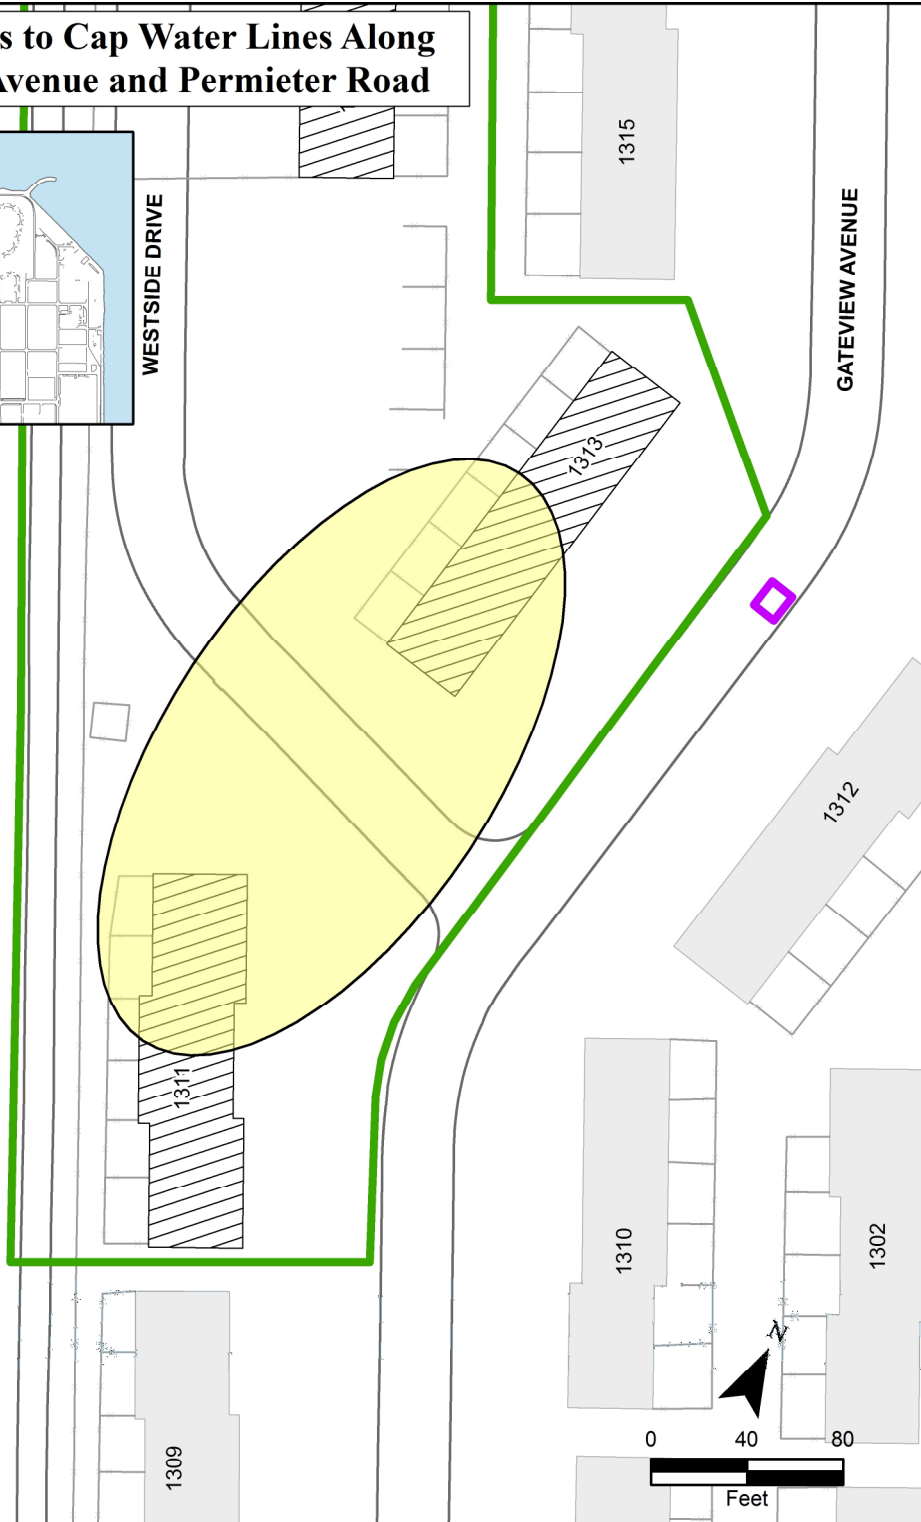 s to Cap Water Lines Along
Avenue and Permieter Road
1315
WESTSIDE DRIVE
GATEVIEW AVENUE
1313
1312
1311
1310
1302
N
1309
0 40 80
Feet